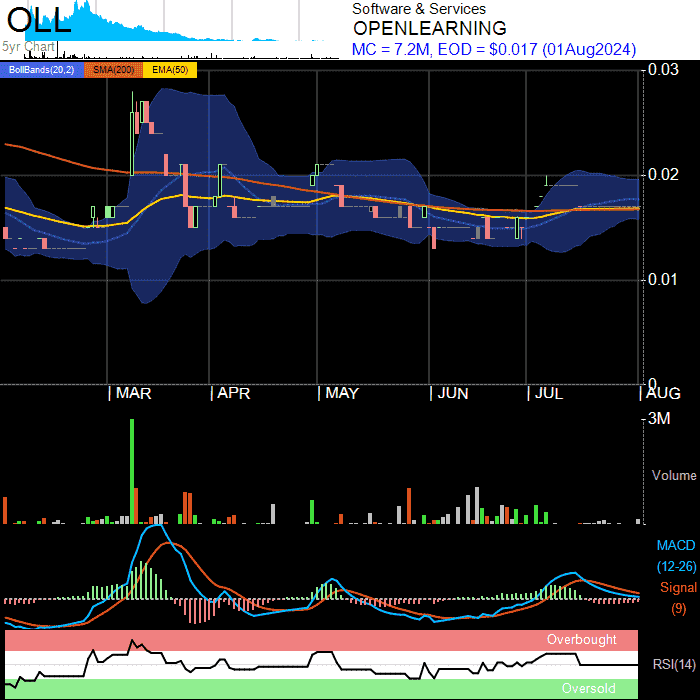 OLL
Software & Services
OPENLEARNING
5yr Chart
MC = 7.2M, EOD = $0.017 (01Aug2024)
BollBands(20,2) SMA(200) EMA(50)
0.03
0.02
0.01
0
| MAR | APR | MAY | JUN | JUL | AUG
3M
Volume
MACD
(12-26)
Signal
(9)
Overbought
RSI(14)
Oversold